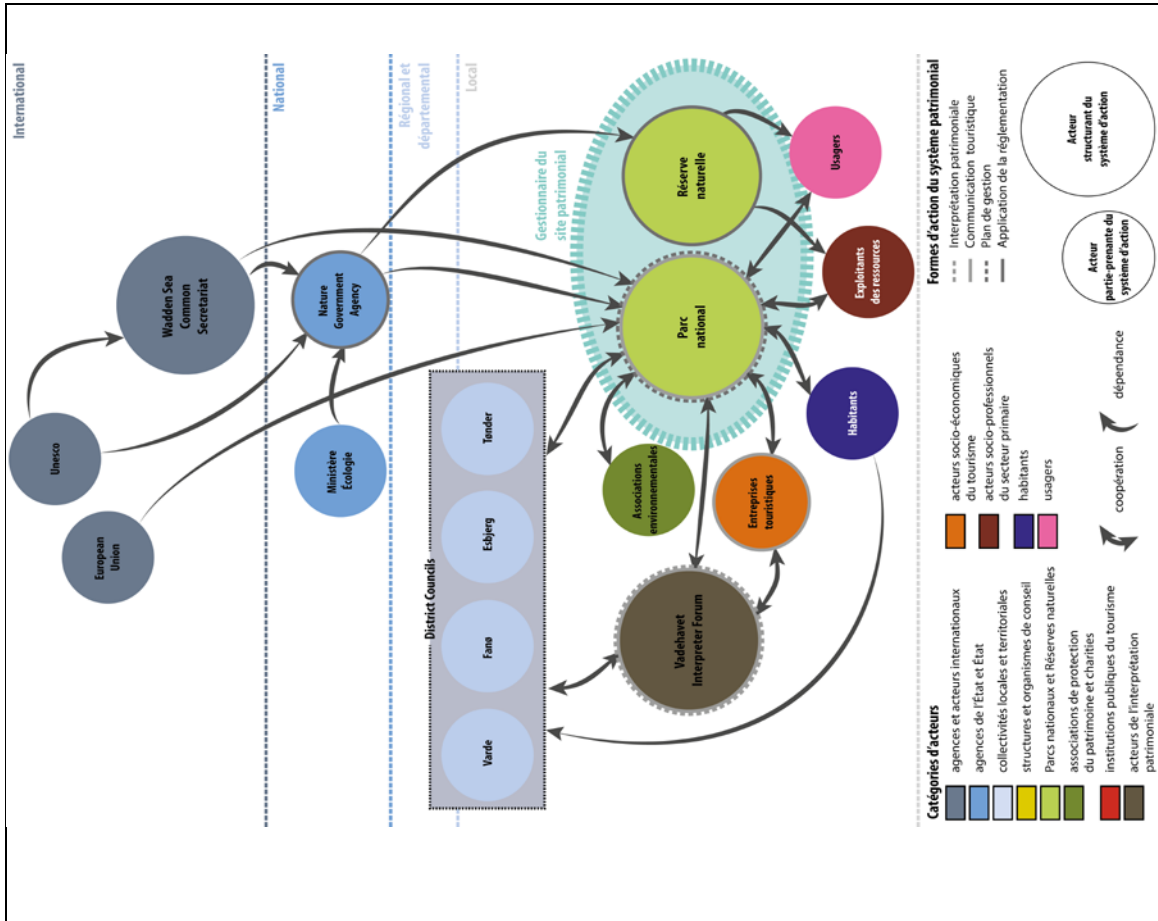 International
National
Régional et
départemental
Local
Unesco
European
Union
Wadden Sea
Common
Secretariat
Ministère
Écologie
Nature
Government
Agency
District Councils
Varde
Fanø
Esbjerg
Tønder
Gestionnaire du
site patrimonial
Associations
environnementales
Parc
national
Réserve
naturelle
Vadehavet
Interpreter Forum
Entreprises
touristiques
Habitants
Exploitants
des ressources
Usagers
Catégories d'acteurs
agences et acteurs internationaux
agences de l'État et État
collectivités locales et territoriales
structures et organismes de conseil
Parcs nationaux et Réserves naturelles
associations de protection
du patrimoine et charities
institutions publiques du tourisme
acteurs de l'interprétation
patrimoniale
acteurs socio-économiques
du tourisme
acteurs socio-professionnels
du secteur primaire
habitants
usagers
coopération
dépendance
Formes d'action du système patrimonial
Interprétation patrimoniale
Communication touristique
Plan de gestion
Application de la réglementation
Acteur
partie-prenante du
système d'action
Acteur
structurant du
système d'action